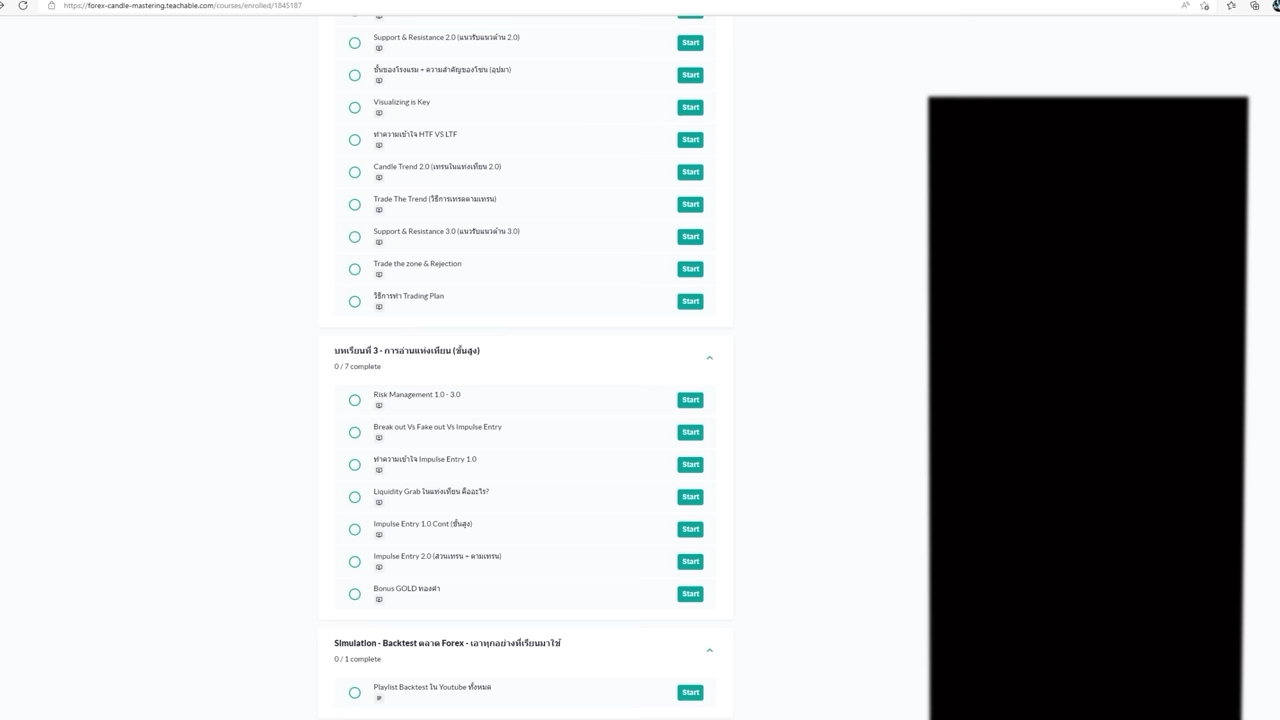 https://forex-candle-mastering.teachable.com/courses/enrolled/1845187
Support & Resistance 2.0 (แนวรับแนวต้าน 2.0)
Start
ชั้นของโรงแรม + ความสำคัญของโซน (อุปมา)
Start
Visualizing is Key
Start
ทำความเข้าใจ HTF VS LTF
Start
Candle Trend 2.0 (เทรนในแท่งเทียน 2.0)
Start
Trade The Trend (วิธีการเทรดตามเทรน)
Start
Support & Resistance 3.0 (แนวรับแนวต้าน 3.0)
Start
Trade the zone & Rejection
Start
วิธีการทำ Trading Plan
Start
บทเรียนที่ 3 - การอ่านแท่งเทียน (ขั้นสูง)
0 / 7 complete
Risk Management 1.0 - 3.0
Start
Break out Vs Fake out Vs Impulse Entry
Start
ทำความเข้าใจ Impulse Entry 1.0
Start
Liquidity Grab ในแท่งเทียน คืออะไร?
Start
Impulse Entry 1.0 Cont (ขั้นสูง)
Start
Impulse Entry 2.0 (สวนเทรน + ตามเทรน)
Start
Bonus GOLD ทองคำ
Start
Simulation - Backtest ตลาด Forex - เอาทุกอย่างที่เรียนมาใช้
0 / 1 complete
Playlist Backtest ใน Youtube ทั้งหมด
Start